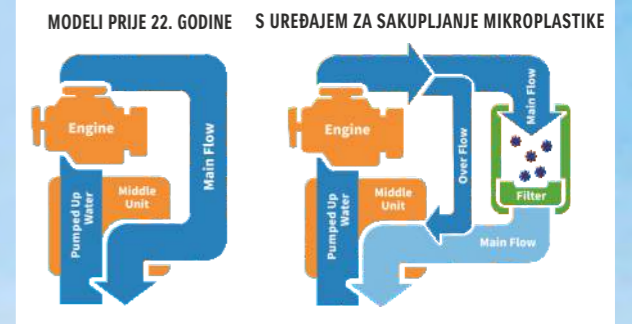 MODELI PRIJE 22. GODINE
Engine
Main Flow
Pumped Up
Water
Middle
Unit
S UREĐAJEM ZA SAKUPLJANJE MIKROPLASTIKE
Engine
Over Flow
Main Flow
Filter
Pumped Up
Water
Middle
Unit
Main Flow